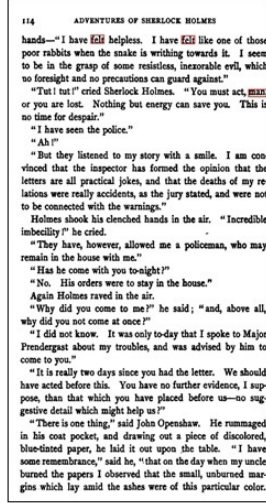 114 ADVENTURES OF SHERLOCK HOLMES
hands—"I have felt helpless. I have felt like one of those
poor rabbits when the snake is writhing towards it. I seem
to be in the grasp of some resistless, inexorable evil, which
no foresight and no precautions can guard against."
"Tut! tut!" cried Sherlock Holmes. "You must act, man
or you are lost. Nothing but energy can save you. This is
no time for despair."
"I have seen the police."
"Ah!"
"But they listened to my story with a smile. I am con
vinced that the inspector has formed the opinion that the
letters are all practical jokes, and that the deaths of my re
lations were really accidents, as the jury stated, and were not
to be connected with the warnings."
Holmes shook his clenched hands in the air. "Incredible
imbecility!" he cried.
"They have, however, allowed me a policeman, who may
remain in the house with me."
"Has he come with you to-night?"
"No. His orders were to stay in the house."
Again Holmes raved in the air.
"Why did you come to me?" he said; "and, above all,
why did you not come at once?"
"I did not know. It was only to-day that I spoke to Major
Prendergast about my troubles, and was advised by him to
come to you."
"It is really two days since you had the letter. We should
have acted before this. You have no further evidence, I sup
pose, than that which you have placed before us—no sug
gestive detail which might help us?"
"There is one thing," said John Openshaw. He rummaged
in his coat pocket, and drawing out a piece of discolored,
blue-tinted paper, he laid it out upon the table. "I have
some remembrance," said he, "that on the day when my uncle
burned the papers I observed that the small, unburned mar
gins which lay amid the ashes were of this particular color.